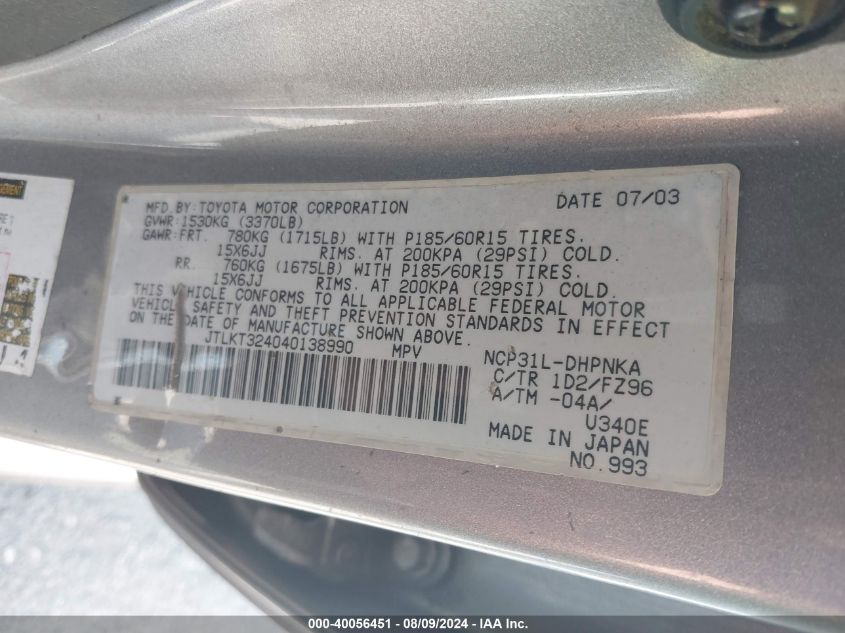 MFD.BY:TOYOTA MOTOR CORPORATION DATE 07/03
GVWR:1530KG (3370LB)
GAWR:FRT. 780KG (1715LB) WITH P185/60R15 TIRES.
15X6JJ RIMS. AT 200KPA (29PSI) COLD.
RR. 760KG (1675LB) WITH P185/60R15 TIRES.
15X6JJ RIMS. AT 200KPA (29PSI) COLD.
THIS VEHICLE CONFORMS TO ALL APPLICABLE FEDERAL MOTOR
VEHICLE SAFETY AND THEFT PREVENTION STANDARDS IN EFFECT
ON THE DATE OF MANUFACTURE SHOWN ABOVE.
JTLKT324040138990 MPV NCP31L-DHPNKA
C/TR 1D2/FZ96
A/TM -04A/
U340E
MADE IN JAPAN
NO.993
000-40056451 - 08/09/2024 - Copyright © IAA, Inc.